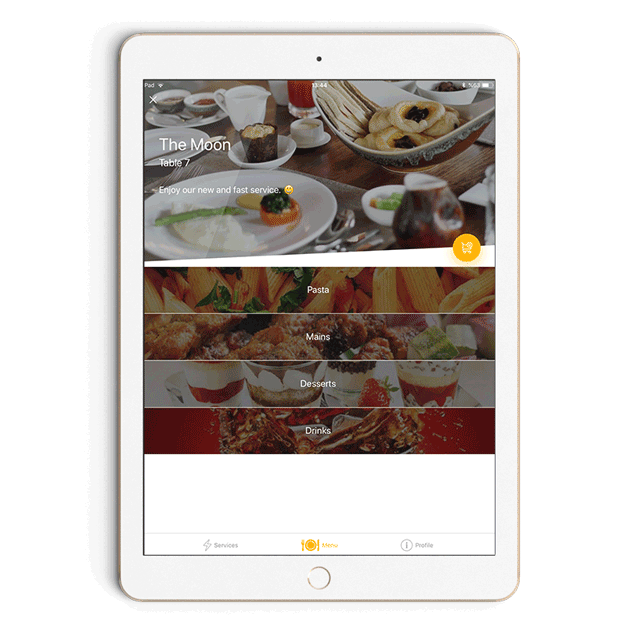 Pad
13:44
The Moon
Table 7
Enjoy our new and fast service. 😃
Pasta
Mains
Desserts
Drinks
Services
Menu
Profile